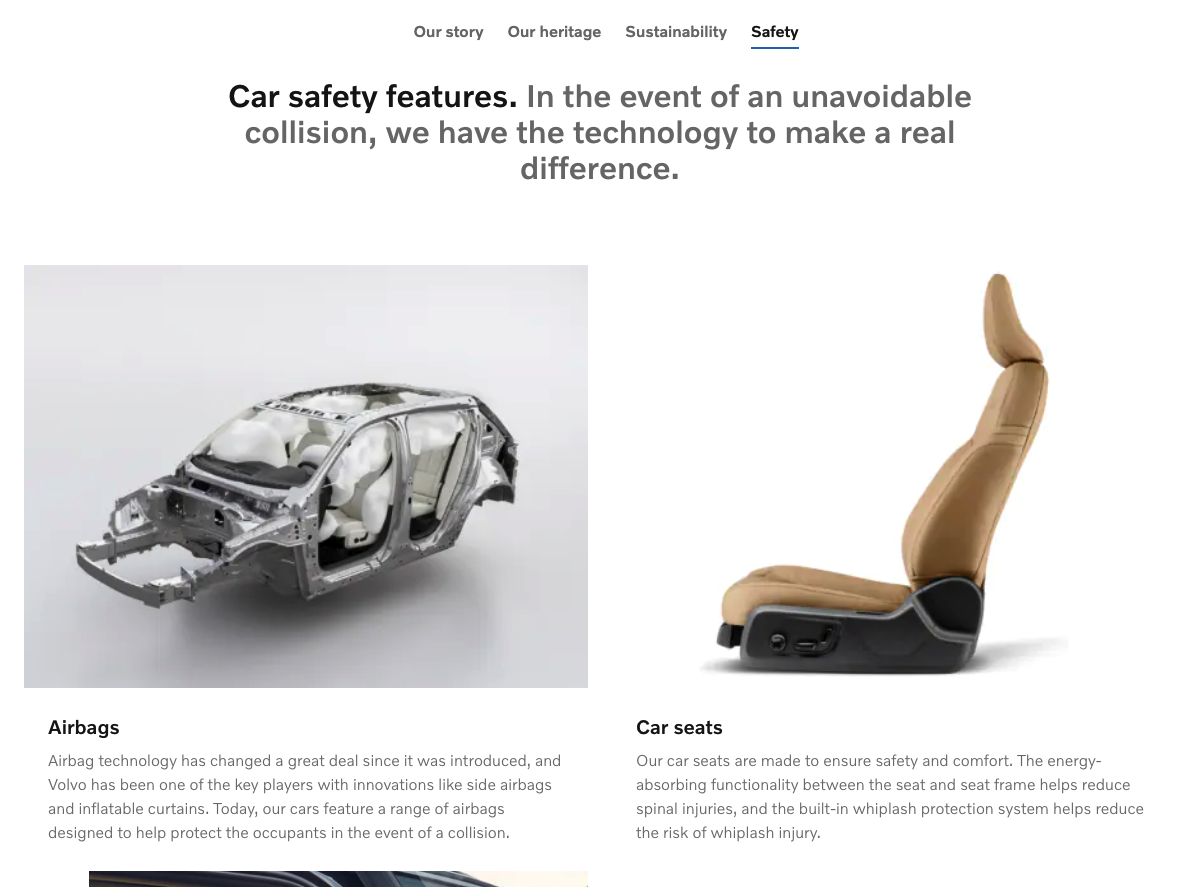 Our story Our heritage Sustainability Safety
Car safety features. In the event of an unavoidable
collision, we have the technology to make a real
difference.
Airbags
Airbag technology has changed a great deal since it was introduced, and
Volvo has been one of the key players with innovations like side airbags
and inflatable curtains. Today, our cars feature a range of airbags
designed to help protect the occupants in the event of a collision.
Car seats
Our car seats are made to ensure safety and comfort. The energy-
absorbing functionality between the seat and seat frame helps reduce
spinal injuries, and the built-in whiplash protection system helps reduce
the risk of whiplash injury.